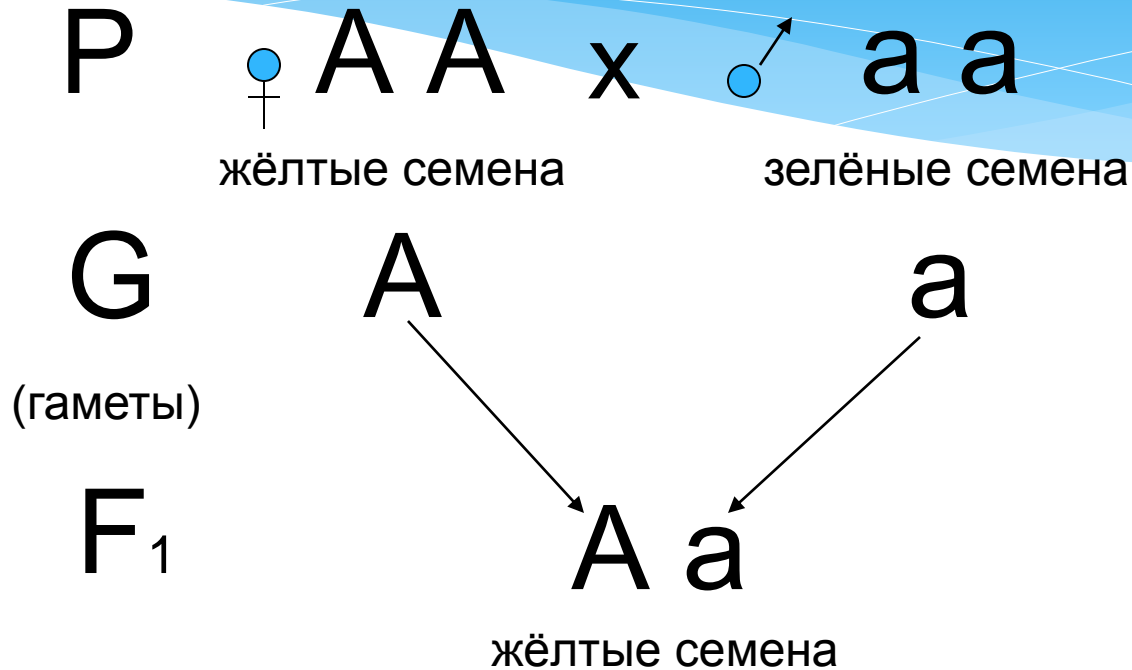 P ♀ А А х ♂ а а
жёлтые семена зелёные семена
G А а
(гаметы)
F₁ А а
жёлтые семена